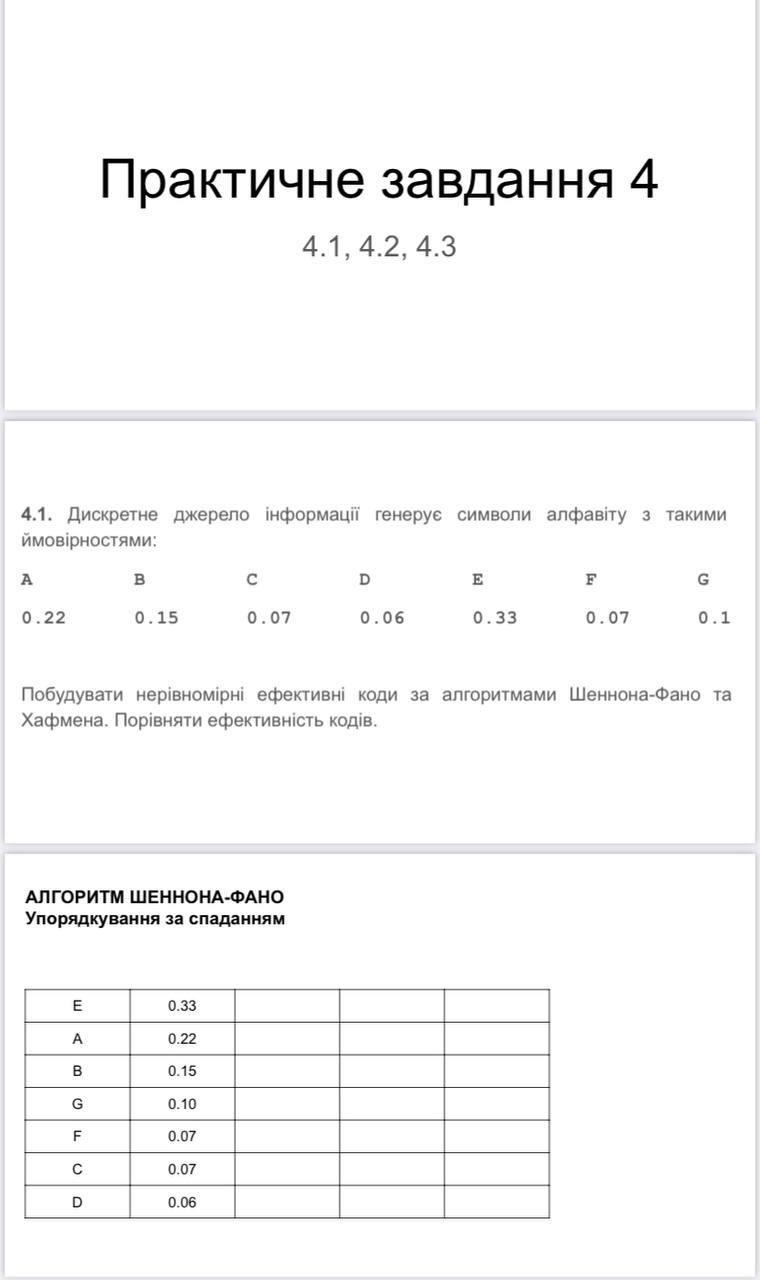 Практичне завдання 4
4.1, 4.2, 4.3
4.1. Дискретне джерело інформації генерує символи алфавіту з такими
ймовірностями:
A B C D E F G
0.22 0.15 0.07 0.06 0.33 0.07 0.1
Побудувати нерівномірні ефективні коди за алгоритмами Шеннона-Фано та
Хафмена. Порівняти ефективність кодів.
АЛГОРИТМ ШЕННОНА-ФАНО
Упорядкування за спаданням
E 0.33
A 0.22
B 0.15
G 0.10
F 0.07
C 0.07
D 0.06